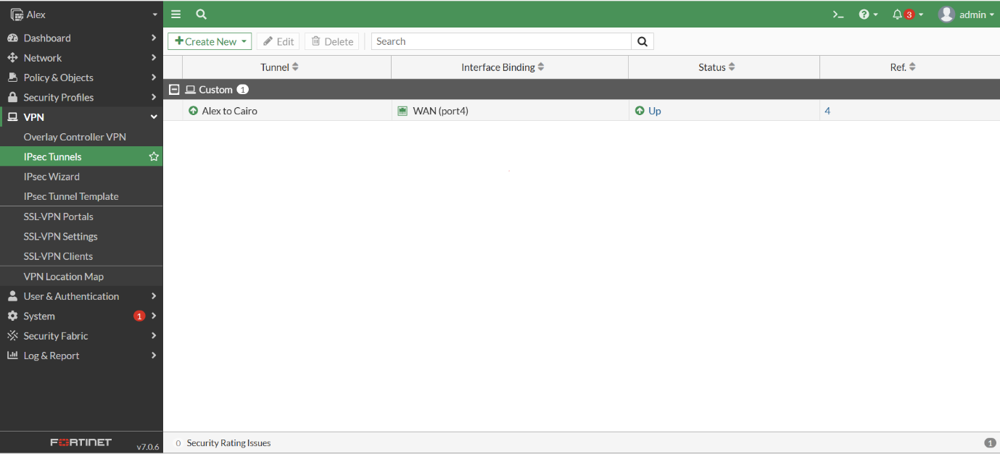 Alex
3
admin
Dashboard
Network
Policy & Objects
Security Profiles
VPN
Overlay Controller VPN
IPsec Tunnels
IPsec Wizard
IPsec Tunnel Template
SSL-VPN Portals
SSL-VPN Settings
SSL-VPN Clients
VPN Location Map
User & Authentication
System 1
Security Fabric
Log & Report
FORTINET v7.0.6
Create New Edit Delete Search
Tunnel Interface Binding Status Ref.
Custom 1
Alex to Cairo WAN (port4) Up 4
0 Security Rating Issues 1